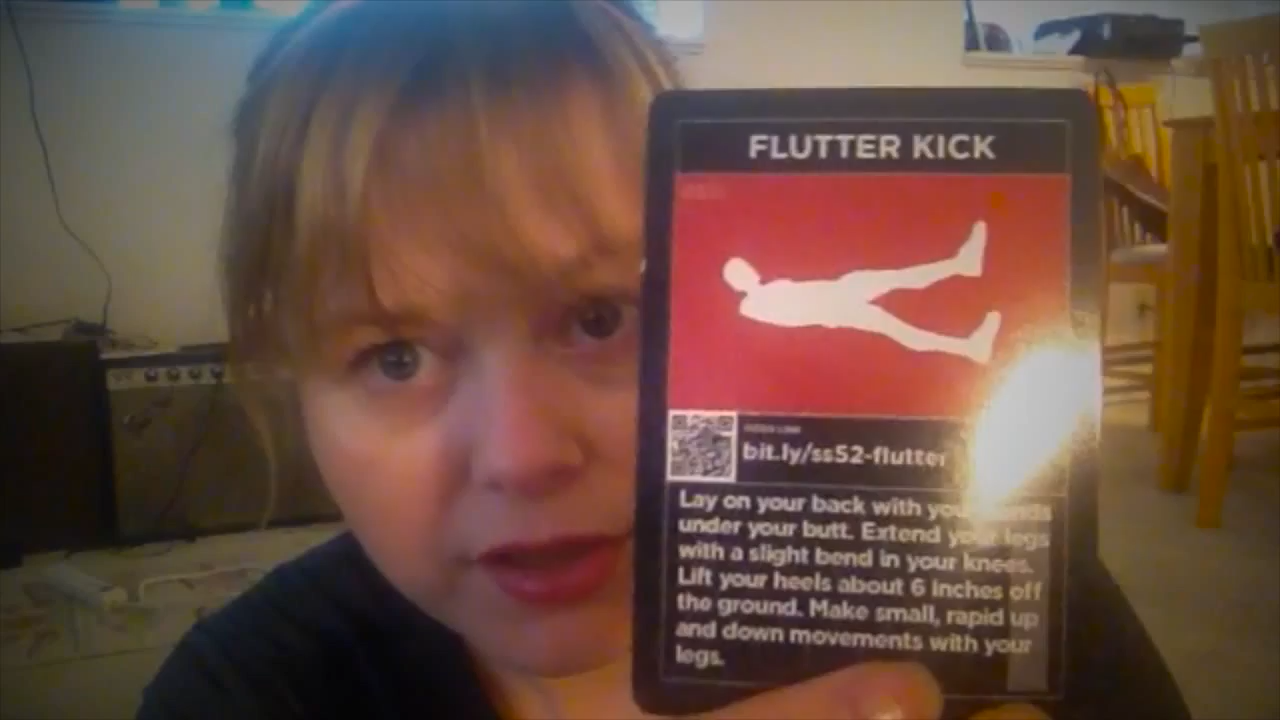 FLUTTER KICK
bit.ly/ss52-flutter
Lay on your back with your hands
under your butt. Extend your legs
with a slight bend in your knees.
Lift your heels about 6 inches off
the ground. Make small, rapid up
and down movements with your
legs.